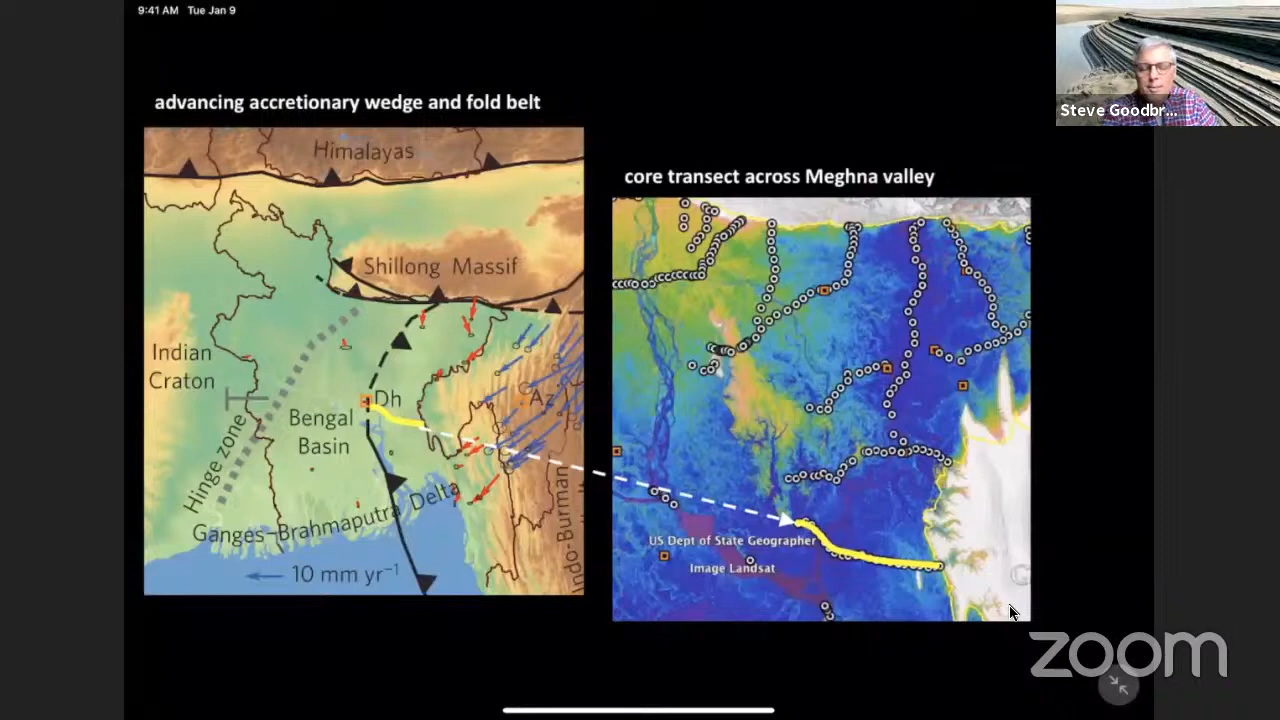 9:41 AM Tue Jan 9
Steve Goodbr...
advancing accretionary wedge and fold belt
Himalayas
Shillong Massif
Indian
Craton
Dh
Az
Bengal
Basin
Hinge zone
Ganges-Brahmaputra Delta
Indo-Burman
10 mm yr⁻¹
core transect across Meghna valley
US Dept of State Geographer
Image Landsat
zoom